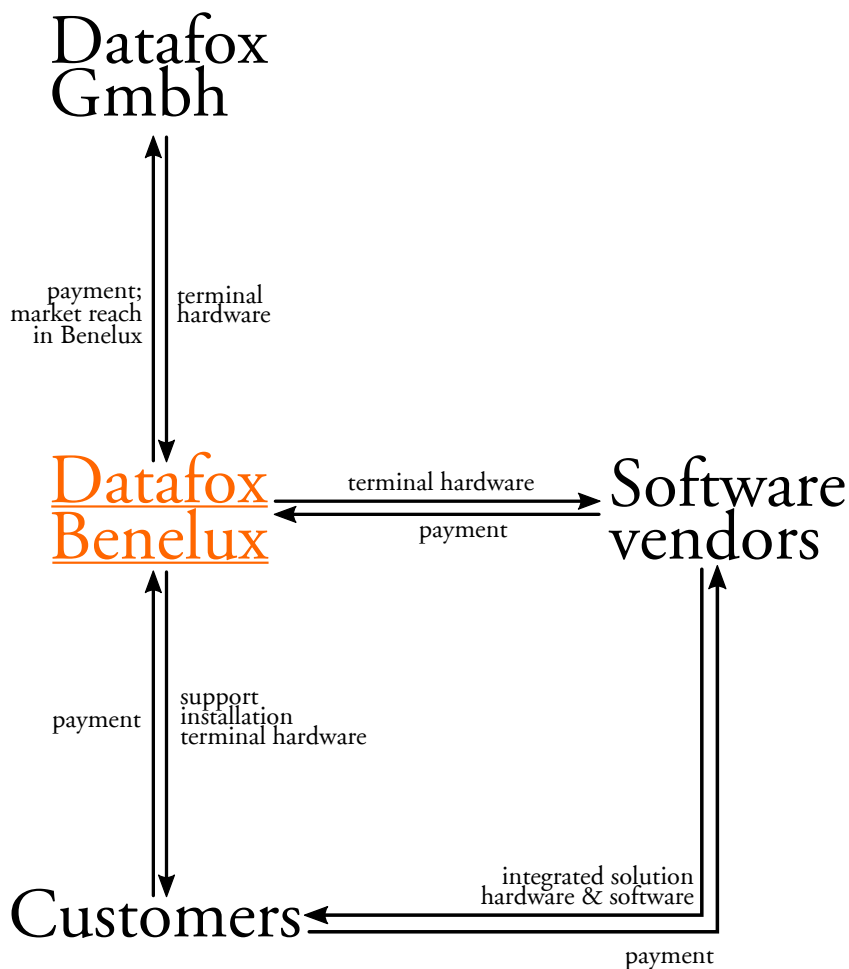 Datafox
Gmbh
payment;
market reach
in Benelux
terminal
hardware
Datafox
Benelux
terminal hardware
payment
Software
vendors
payment
support
installation
terminal hardware
integrated solution
hardware & software
Customers
payment